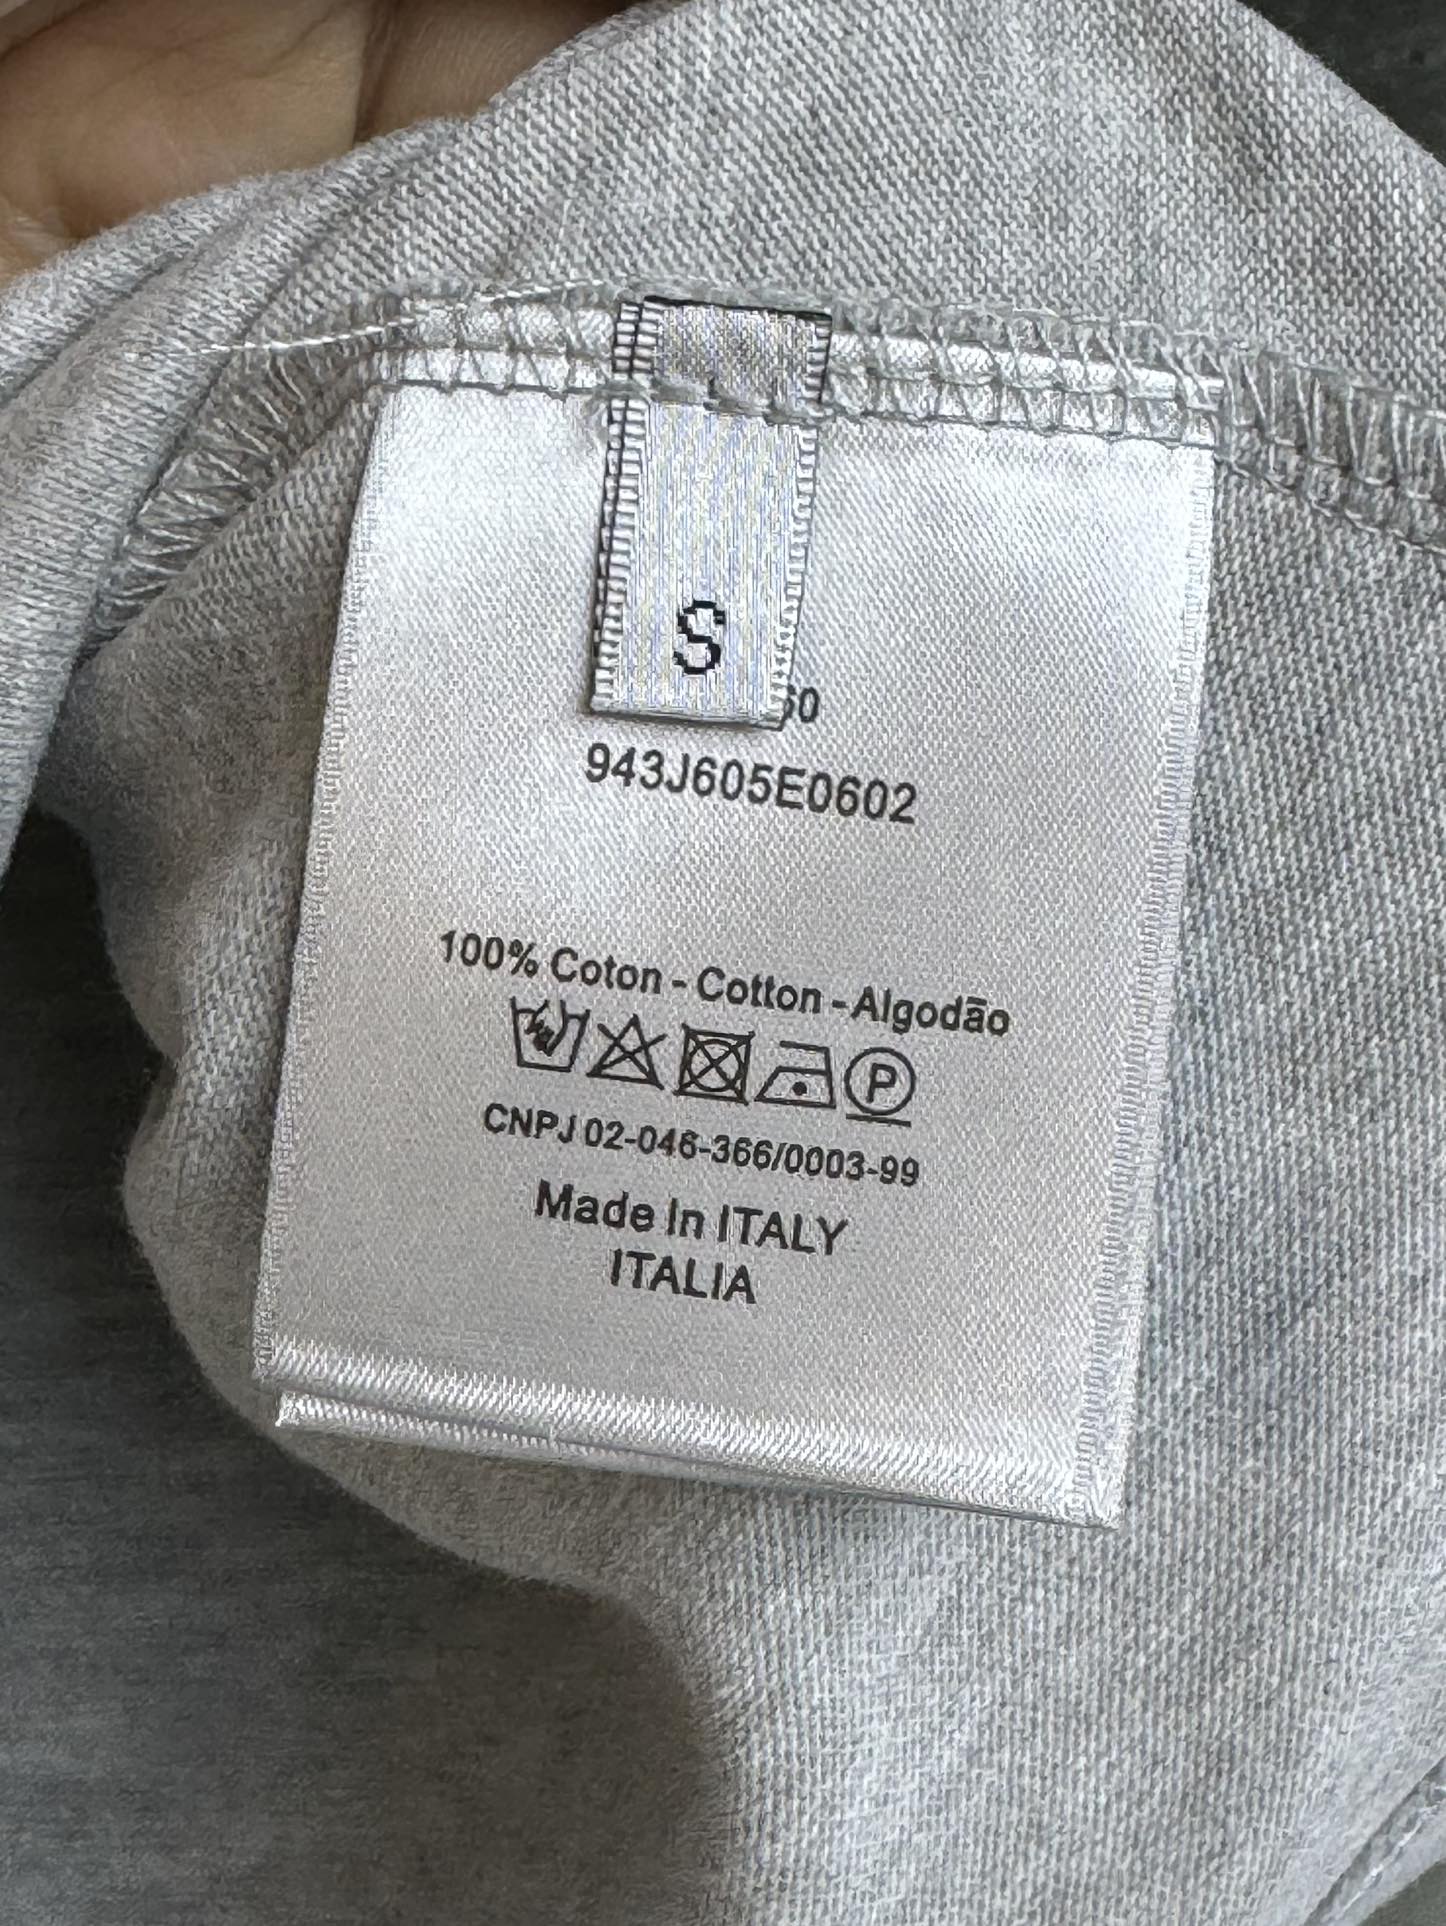 S
943J605E0602
100% Coton - Cotton - Algodão
P
CNPJ 02-046-366/0003-99
Made In ITALY
ITALIA